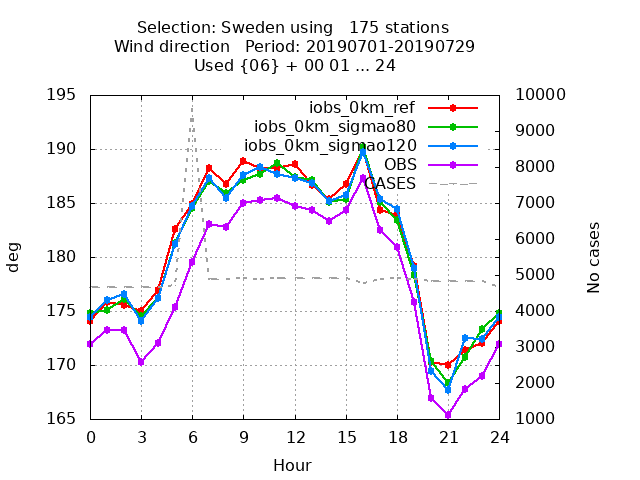 Selection: Sweden using   175 stations
Wind direction   Period: 20190701-20190729
Used {06} + 00 01 ... 24
iobs_0km_ref
iobs_0km_sigmao80
iobs_0km_sigmao120
OBS
CASES
195
190
185
180
175
170
165
deg
10000
9000
8000
7000
6000
5000
4000
3000
2000
1000
No cases
0 3 6 9 12 15 18 21 24
Hour